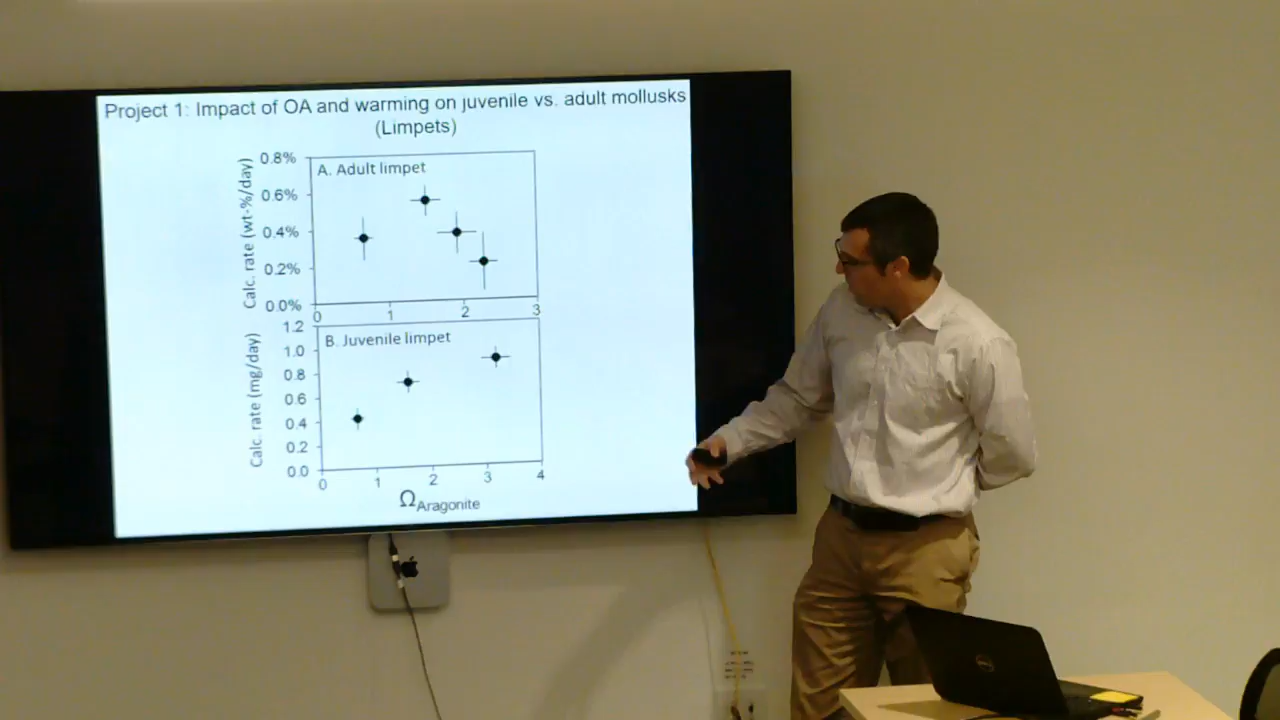 Project 1: Impact of OA and warming on juvenile vs. adult mollusks
(Limpets)
Calc. rate (wt-%/day)
0.8%
0.6%
0.4%
0.2%
0.0%
A. Adult limpet
0 1 2 3
Calc. rate (mg/day)
1.2
1.0
0.8
0.6
0.4
0.2
0.0
B. Juvenile limpet
0 1 2 3 4
ΩAragonite
DELL